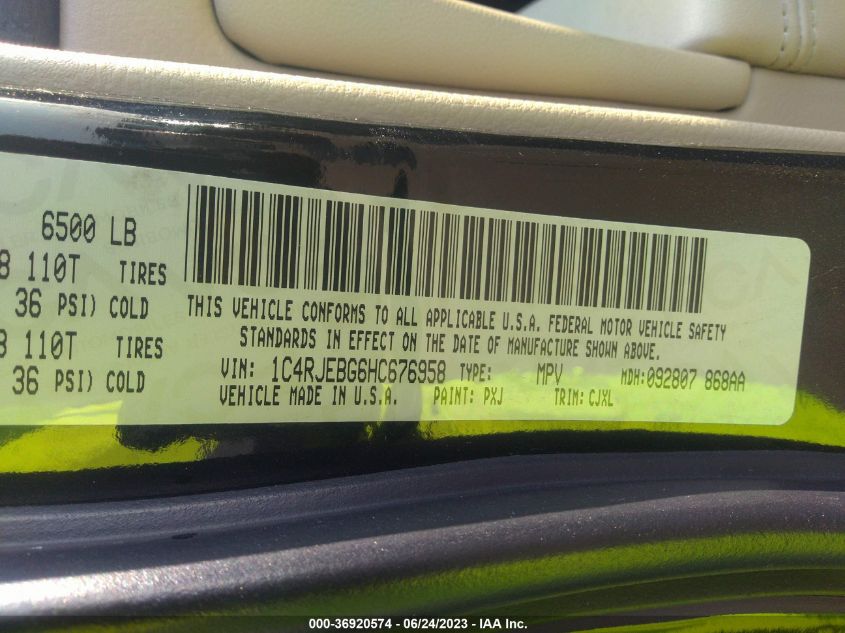 6500 LB
8 110T TIRES
36 PSI) COLD
8 110T TIRES
36 PSI) COLD
THIS VEHICLE CONFORMS TO ALL APPLICABLE U.S.A. FEDERAL MOTOR VEHICLE SAFETY
STANDARDS IN EFFECT ON THE DATE OF MANUFACTURE SHOWN ABOVE.
VIN: 1C4RJEBG6HC676958 TYPE: MPV MDH:092807 868AA
VEHICLE MADE IN U.S.A. PAINT: PXJ TRIM: CJXL
000-36920574 - 06/24/2023 - IAA Inc.